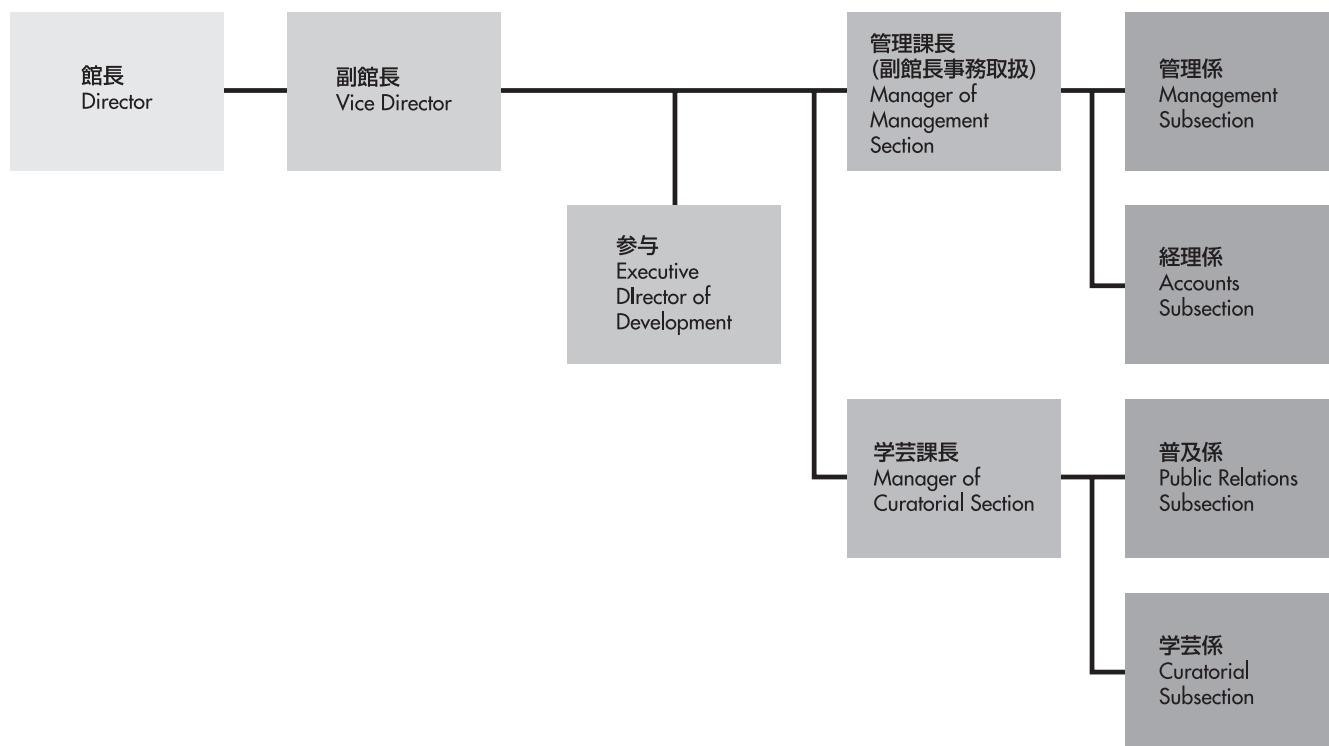 館長
Director
副館長
Vice Director
参与
Executive
DIrector of
Development
管理課長
(副館長事務取扱)
Manager of
Management
Section
学芸課長
Manager of
Curatorial Section
管理係
Management
Subsection
経理係
Accounts
Subsection
普及係
Public Relations
Subsection
学芸係
Curatorial
Subsection